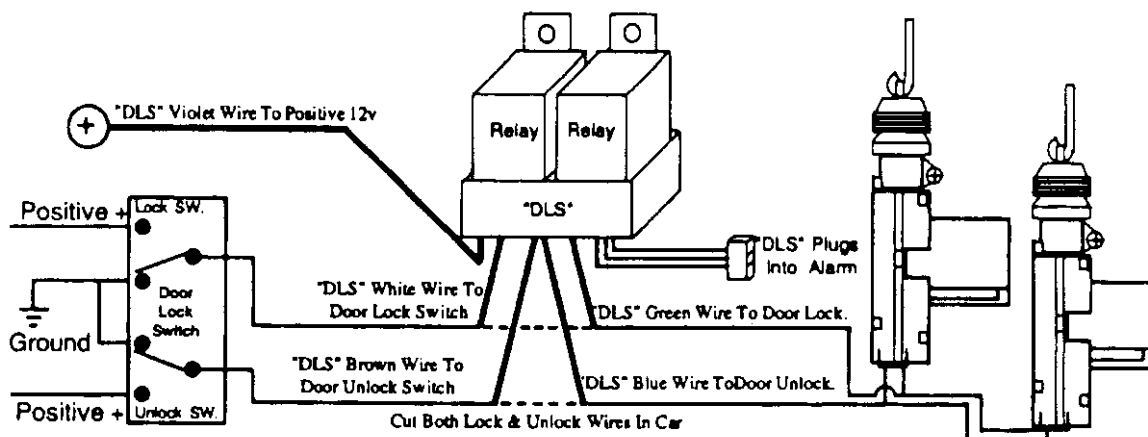 "DLS" Violet Wire To Positive 12v
+
Relay
Relay
"DLS"
Positive +
Lock SW.
Door
Lock
Switch
Ground
Positive +
Unlock SW.
"DLS" Plugs
Into Alarm
"DLS" White Wire To
Door Lock Switch
"DLS" Green Wire To Door Lock.
"DLS" Brown Wire To
Door Unlock Switch
"DLS" Blue Wire ToDoor Unlock.
Cut Both Lock & Unlock Wires In Car